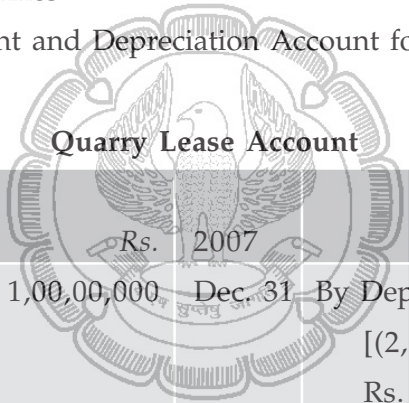 nt and Depreciation Account fo
Quarry Lease Account
Rs. 2007
1,00,00,000 Dec. 31 By Dep
[(2,
Rs.